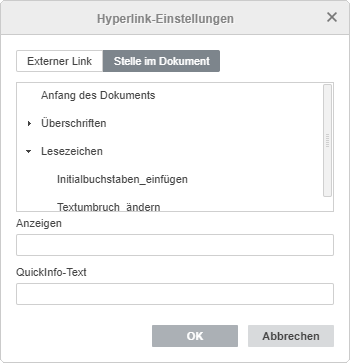 Hyperlink-Einstellungen
Externer Link
Stelle im Dokument
Anfang des Dokuments
Überschriften
Lesezeichen
Initialbuchstaben_einfügen
Textumbruch_ändern
Anzeigen
QuickInfo-Text
OK
Abbrechen